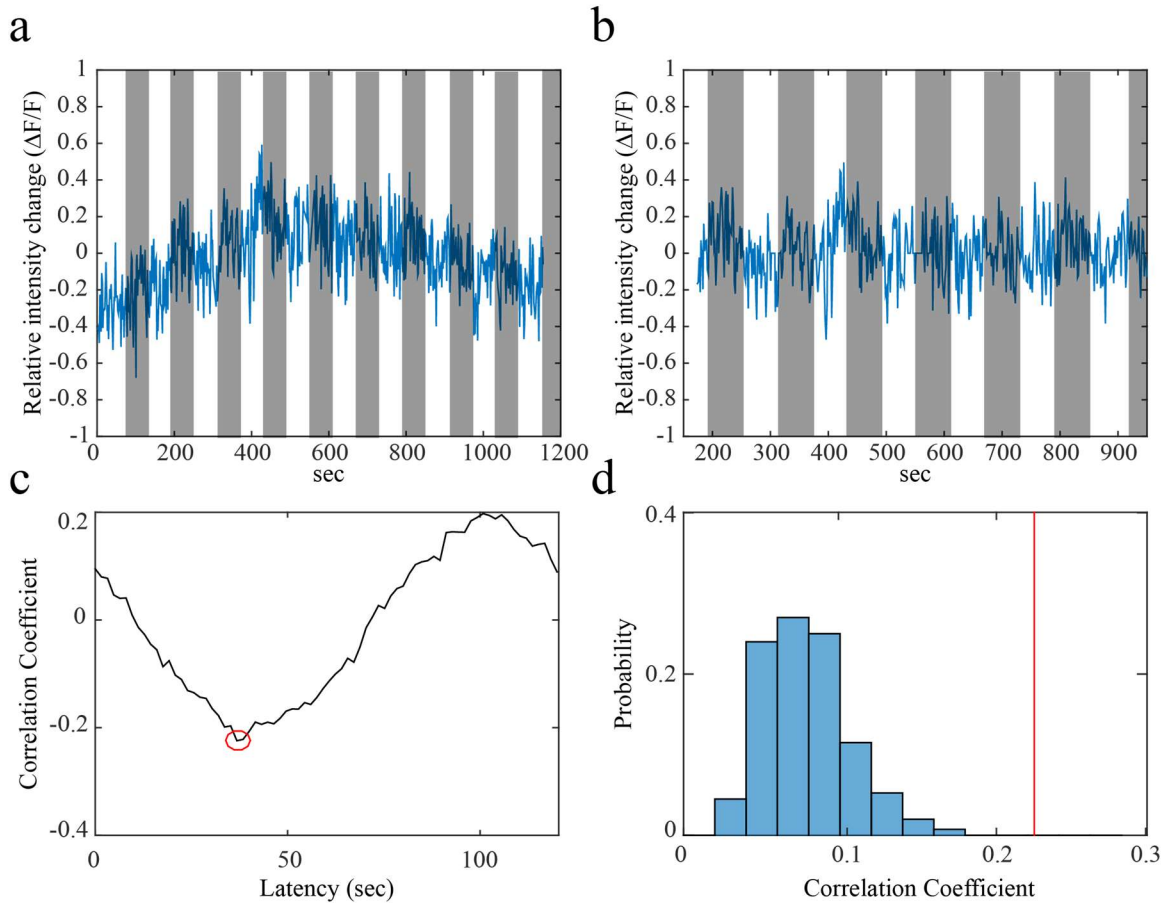 a
Relative intensity change (ΔF/F)
1
0.8
0.6
0.4
0.2
0
-0.2
-0.4
-0.6
-0.8
-1
0 200 400 600 800 1000 1200
sec
b
Relative intensity change (ΔF/F)
1
0.8
0.6
0.4
0.2
0
-0.2
-0.4
-0.6
-0.8
-1
200 300 400 500 600 700 800 900
sec
c
Correlation Coefficient
0.2
0
-0.2
-0.4
0 50 100
Latency (sec)
d
Probability
0.4
0.2
0
0 0.1 0.2 0.3
Correlation Coefficient